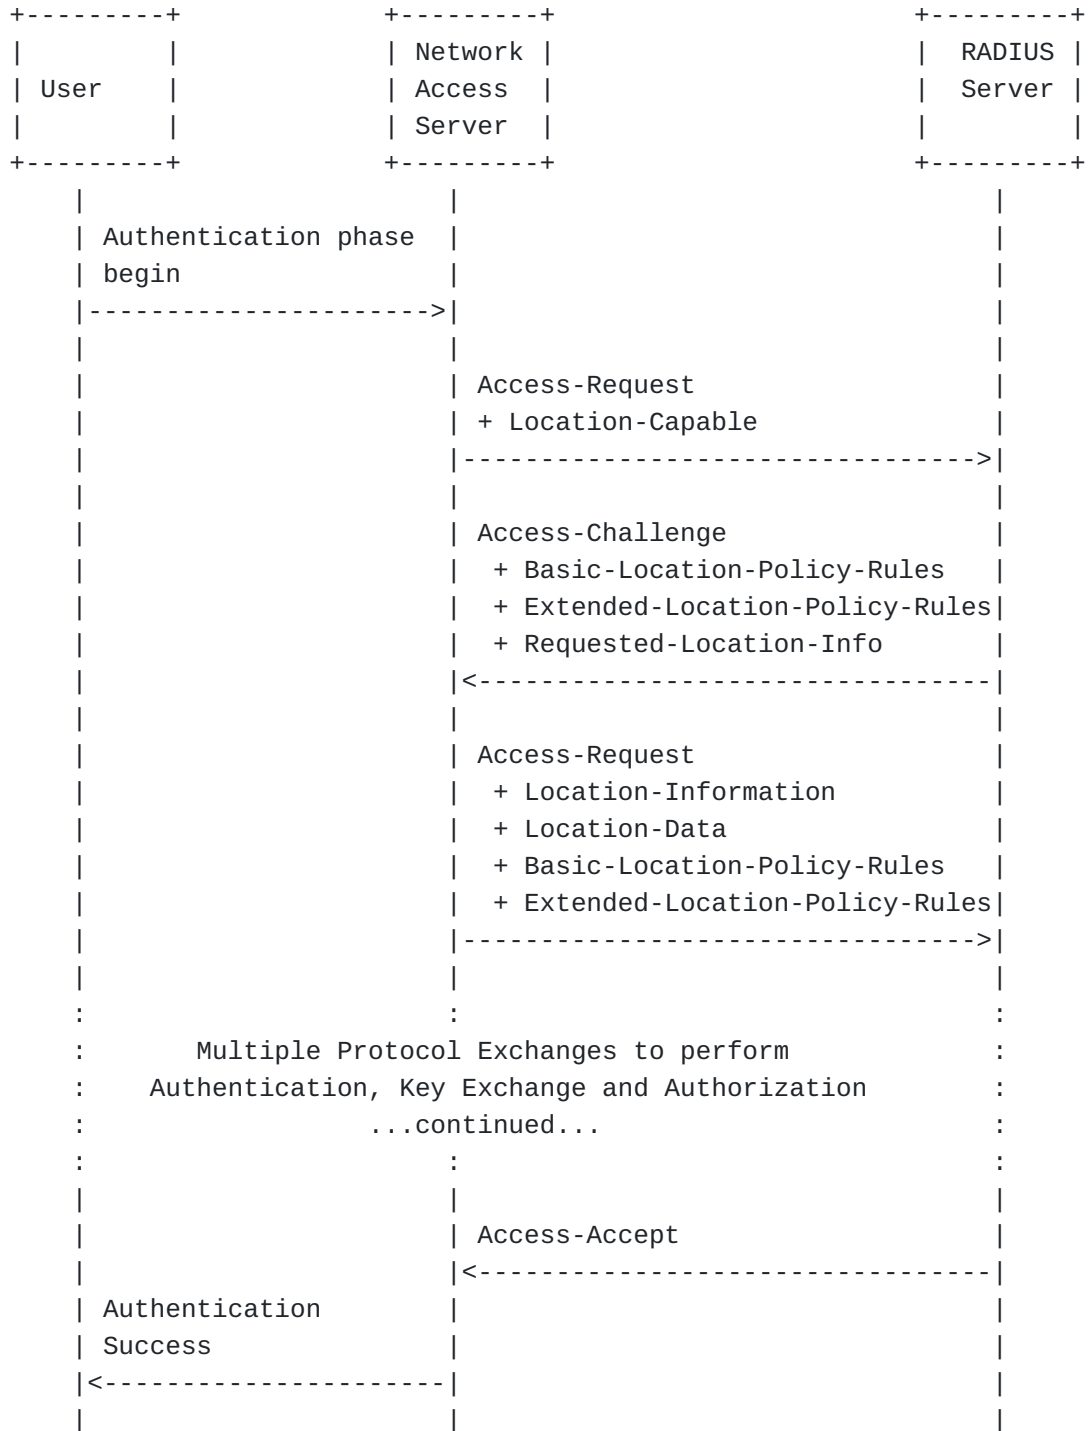 +---------+             +---------+                       +---------+
|         |             | Network |                       |  RADIUS |
| User    |             | Access  |                       |  Server |
|         |             | Server  |                       |         |
+---------+             +---------+                       +---------+
    |                       |                                  |
    | Authentication phase  |                                  |
    | begin                 |                                  |
    |---------------------->|                                  |
    |                       |                                  |
    |                       | Access-Request                   |
    |                       | + Location-Capable               |
    |                       |--------------------------------->|
    |                       |                                  |
    |                       | Access-Challenge                 |
    |                       |  + Basic-Location-Policy-Rules   |
    |                       |  + Extended-Location-Policy-Rules|
    |                       |  + Requested-Location-Info       |
    |                       |<---------------------------------|
    |                       |                                  |
    |                       | Access-Request                   |
    |                       |  + Location-Information          |
    |                       |  + Location-Data                 |
    |                       |  + Basic-Location-Policy-Rules   |
    |                       |  + Extended-Location-Policy-Rules|
    |                       |--------------------------------->|
    |                       |                                  |
    :                       :                                  :
    :       Multiple Protocol Exchanges to perform             :
    :    Authentication, Key Exchange and Authorization        :
    :                  ...continued...                         :
    :                       :                                  :
    |                       |                                  |
    |                       | Access-Accept                    |
    |                       |<---------------------------------|
    | Authentication        |                                  |
    | Success               |                                  |
    |<----------------------|                                  |
    |                       |                                  |